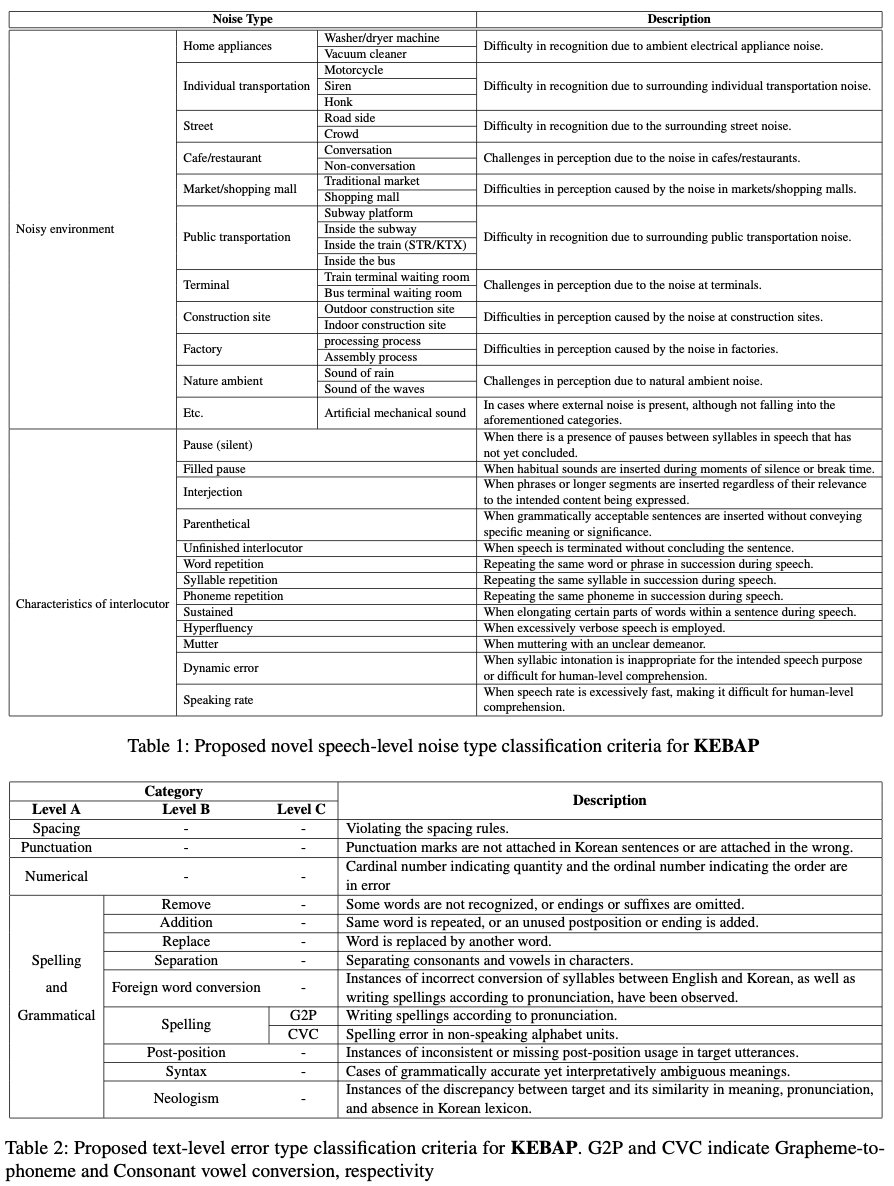 Noise Type Description
Noisy environment
Home appliances
Washer/dryer machine
Vacuum cleaner
Difficulty in recognition due to ambient electrical appliance noise.
Individual transportation
Motorcycle
Siren
Honk
Difficulty in recognition due to surrounding individual transportation noise.
Street
Road side
Crowd
Difficulty in recognition due to the surrounding street noise.
Cafe/restaurant
Conversation
Non-conversation
Challenges in perception due to the noise in cafes/restaurants.
Market/shopping mall
Traditional market
Shopping mall
Difficulties in perception caused by the noise in markets/shopping malls.
Public transportation
Subway platform
Inside the subway
Inside the train (STR/KTX)
Inside the bus
Difficulty in recognition due to surrounding public transportation noise.
Terminal
Train terminal waiting room
Bus terminal waiting room
Challenges in perception due to the noise at terminals.
Construction site
Outdoor construction site
Indoor construction site
Difficulties in perception caused by the noise at construction sites.
Factory
processing process
Assembly process
Difficulties in perception caused by the noise in factories.
Nature ambient
Sound of rain
Sound of the waves
Challenges in perception due to natural ambient noise.
Etc.
Artificial mechanical sound
In cases where external noise is present, although not falling into the
aforementioned categories.
Characteristics of interlocutor
Pause (silent)
When there is a presence of pauses between syllables in speech that has
not yet concluded.
Filled pause
When habitual sounds are inserted during moments of silence or break time.
Interjection
When phrases or longer segments are inserted regardless of their relevance
to the intended content being expressed.
Parenthetical
When grammatically acceptable sentences are inserted without conveying
specific meaning or significance.
Unfinished interlocutor
When speech is terminated without concluding the sentence.
Word repetition
Repeating the same word or phrase in succession during speech.
Syllable repetition
Repeating the same syllable in succession during speech.
Phoneme repetition
Repeating the same phoneme in succession during speech.
Sustained
When elongating certain parts of words within a sentence during speech.
Hyperfluency
When excessively verbose speech is employed.
Mutter
When muttering with an unclear demeanor.
Dynamic error
When syllabic intonation is inappropriate for the intended speech purpose
or difficult for human-level comprehension.
Speaking rate
When speech rate is excessively fast, making it difficult for human-level
comprehension.
Table 1: Proposed novel speech-level noise type classification criteria for KEBAP
Category
Description
Level A Level B Level C
Spacing - - Violating the spacing rules.
Punctuation - - Punctuation marks are not attached in Korean sentences or are attached in the wrong.
Numerical - - Cardinal number indicating quantity and the ordinal number indicating the order are
in error
Spelling
and
Grammatical
Remove - Some words are not recognized, or endings or suffixes are omitted.
Addition - Same word is repeated, or an unused postposition or ending is added.
Replace - Word is replaced by another word.
Separation - Separating consonants and vowels in characters.
Foreign word conversion - Instances of incorrect conversion of syllables between English and Korean, as well as
writing spellings according to pronunciation, have been observed.
Spelling
G2P Writing spellings according to pronunciation.
CVC Spelling error in non-speaking alphabet units.
Post-position - Instances of inconsistent or missing post-position usage in target utterances.
Syntax - Cases of grammatically accurate yet interpretatively ambiguous meanings.
Neologism - Instances of the discrepancy between target and its similarity in meaning, pronunciation,
and absence in Korean lexicon.
Table 2: Proposed text-level error type classification criteria for KEBAP. G2P and CVC indicate Grapheme-to-
phoneme and Consonant vowel conversion, respectivity